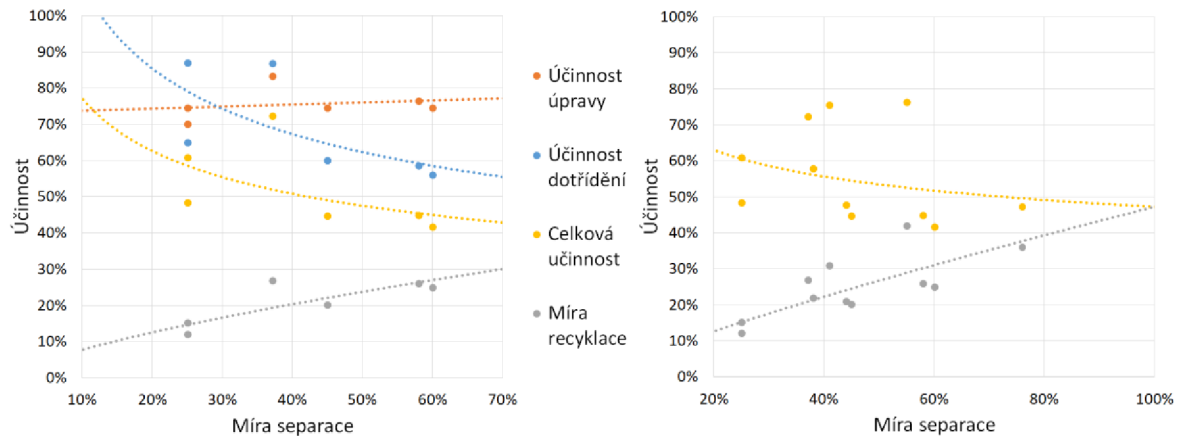 100%
90%
80%
70%
60%
50%
40%
30%
20%
10%
0%
Účinnost
10% 20% 30% 40% 50% 60% 70%
Míra separace
Účinnost
úpravy
Účinnost
dotřídění
Celková
učinnost
Míra
recyklace
100%
90%
80%
70%
60%
50%
40%
30%
20%
10%
0%
Účinnost
20% 40% 60% 80% 100%
Míra separace